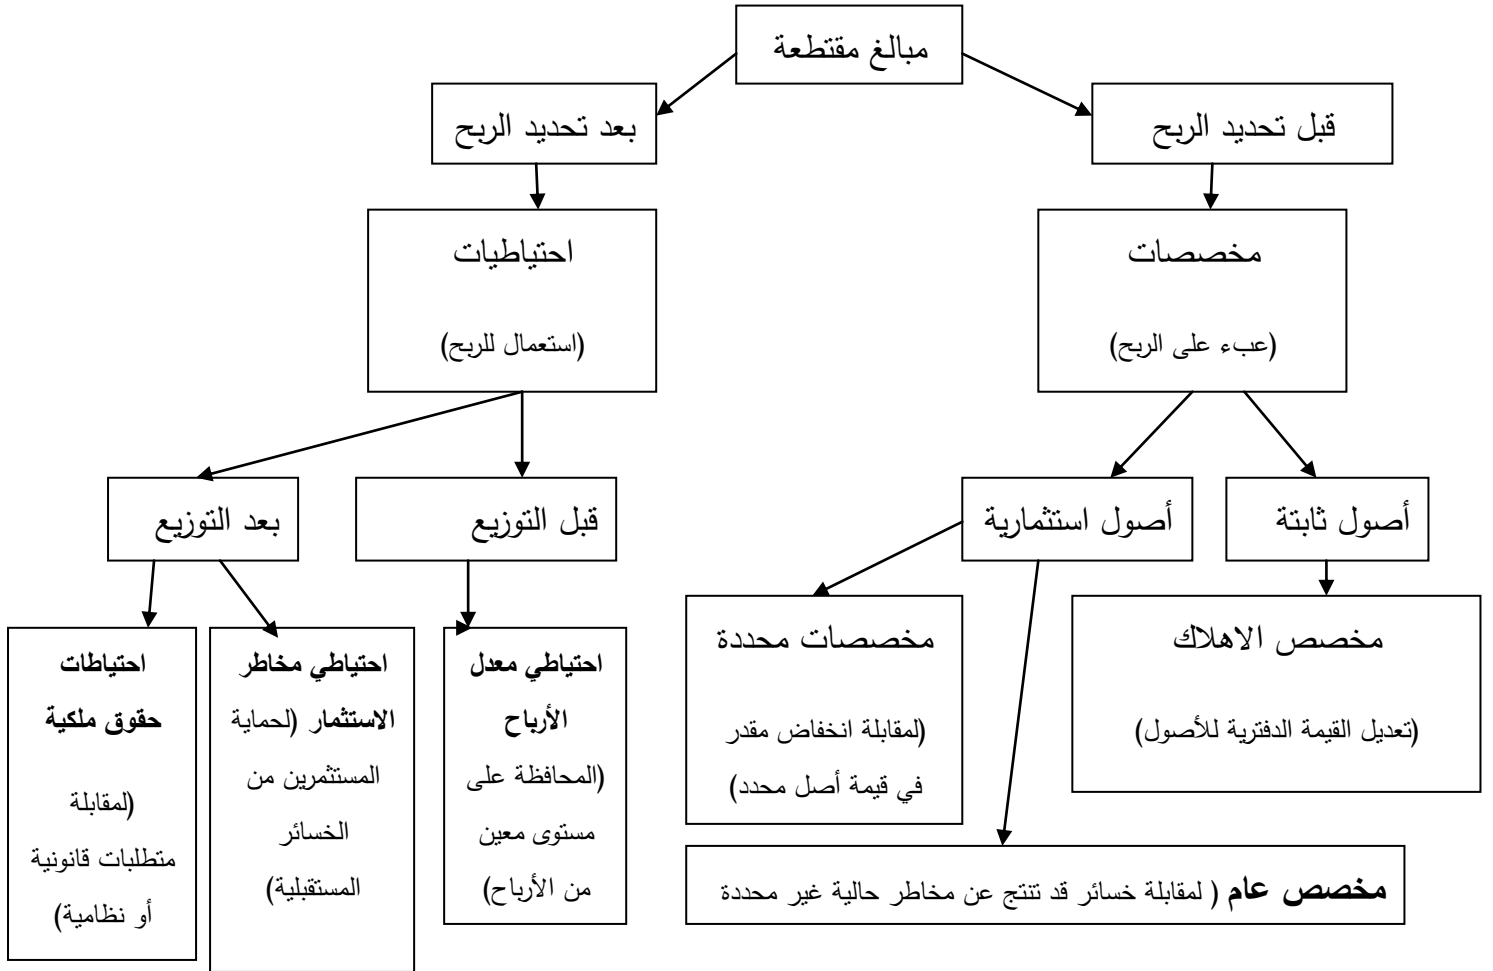 مبالغ مقتطعة
قبل تحديد الربح
بعد تحديد الربح
مخصصات
(عبء على الربح)
احتياطيات
(استعمال للربح)
أصول ثابتة
أصول استثمارية
قبل التوزيع
بعد التوزيع
مخصص الاهلاك
(تعديل القيمة الدفترية للأصول)
مخصصات محددة
(لمقابلة انخفاض مقدر
في قيمة أصل محدد)
مخصص عام ( لمقابلة خسائر قد تنتج عن مخاطر حالية غير محددة
احتياطي معدل
الأرباح
(المحافظة على
مستوى معين
من الأرباح)
احتياطي مخاطر
الاستثمار (لحماية
المستثمرين من
الخسائر
المستقبلية)
احتياطات
حقوق ملكية
(لمقابلة
متطلبات قانونية
أو نظامية)